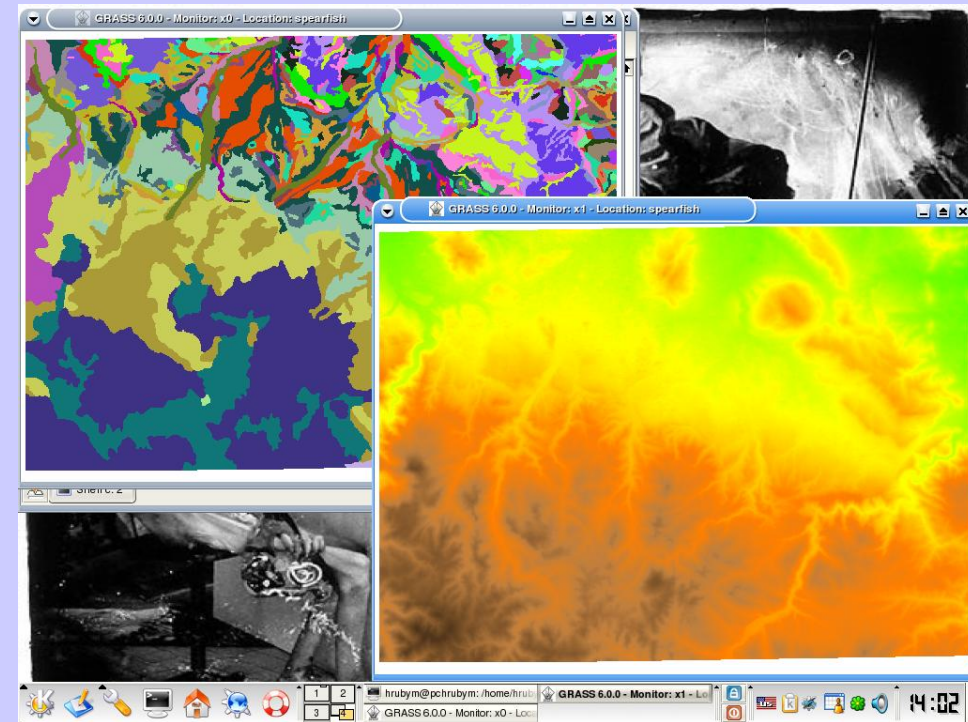 GRASS 6.0.0 - Monitor: x0 - Location: spearfish
GRASS 6.0.0 - Monitor: x1 - Location: spearfish
1 2
3 4
hrubym@pchrubym: /home/hrub
GRASS 6.0.0 - Monitor: x0 - Loc
GRASS 6.0.0 - Monitor: x1 - Lo
14:02